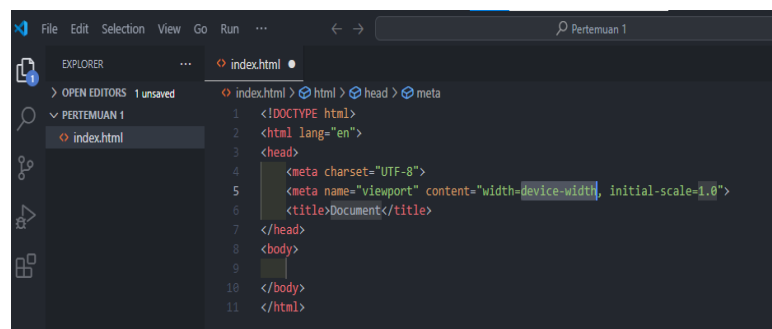 File Edit Selection View Go Run ··· ← → Pertemuan 1
EXPLORER ···
index.html ●
1
> OPEN EDITORS 1 unsaved
index.html > html > head > meta
PERTEMUAN 1
index.html
1 <!DOCTYPE html>
2 <html lang="en">
3 <head>
4 <meta charset="UTF-8">
5 <meta name="viewport" content="width=device-width, initial-scale=1.0">
6 <title>Document</title>
7 </head>
8 <body>
9
10 </body>
11 </html>